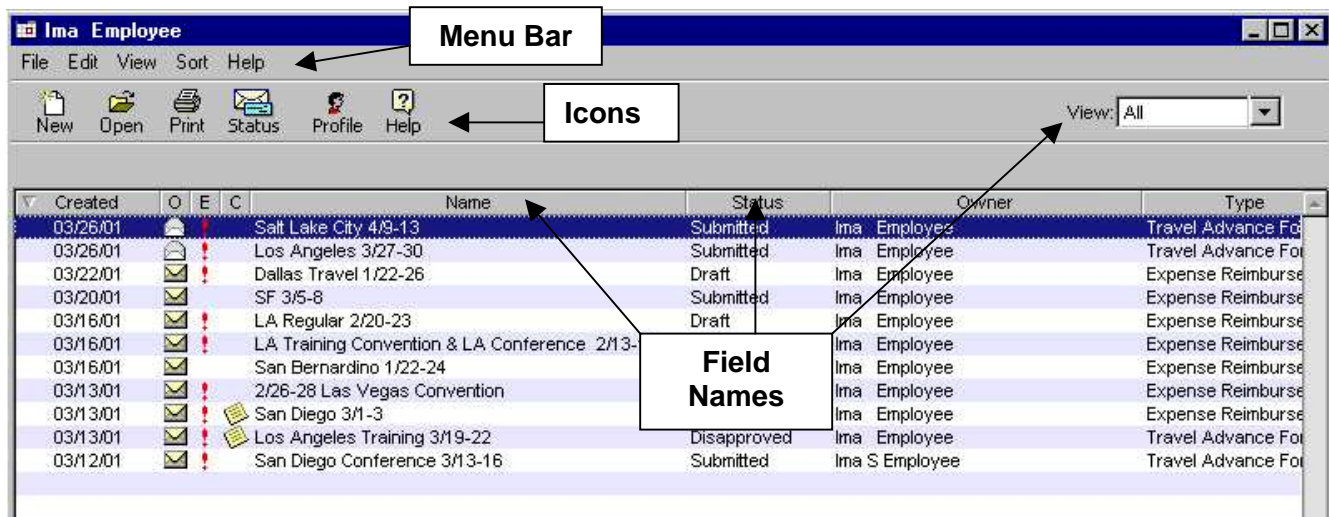 Ima Employee
Menu Bar
File Edit View Sort Help
New Open Print Status Profile Help
Icons
View: All
Created O E C Name Status Owner Type
03/26/01 Salt Lake City 4/9-13 Submitted Ima Employee Travel Advance Fo
03/26/01 Los Angeles 3/27-30 Submitted Ima Employee Travel Advance For
03/22/01 Dallas Travel 1/22-26 Draft Ima Employee Expense Reimburse
03/20/01 SF 3/5-8 Submitted Ima Employee Expense Reimburse
03/16/01 LA Regular 2/20-23 Draft Ima Employee Expense Reimburse
03/16/01 LA Training Convention & LA Conference 2/13- Ima Employee Expense Reimburse
03/16/01 San Bernardino 1/22-24 Ima Employee Expense Reimburse
03/13/01 2/26-28 Las Vegas Convention Ima Employee Expense Reimburse
03/13/01 San Diego 3/1-3 Ima Employee Expense Reimburse
03/13/01 Los Angeles Training 3/19-22 Disapproved Ima Employee Travel Advance For
03/12/01 San Diego Conference 3/13-16 Submitted Ima S Employee Travel Advance For
Field
Names